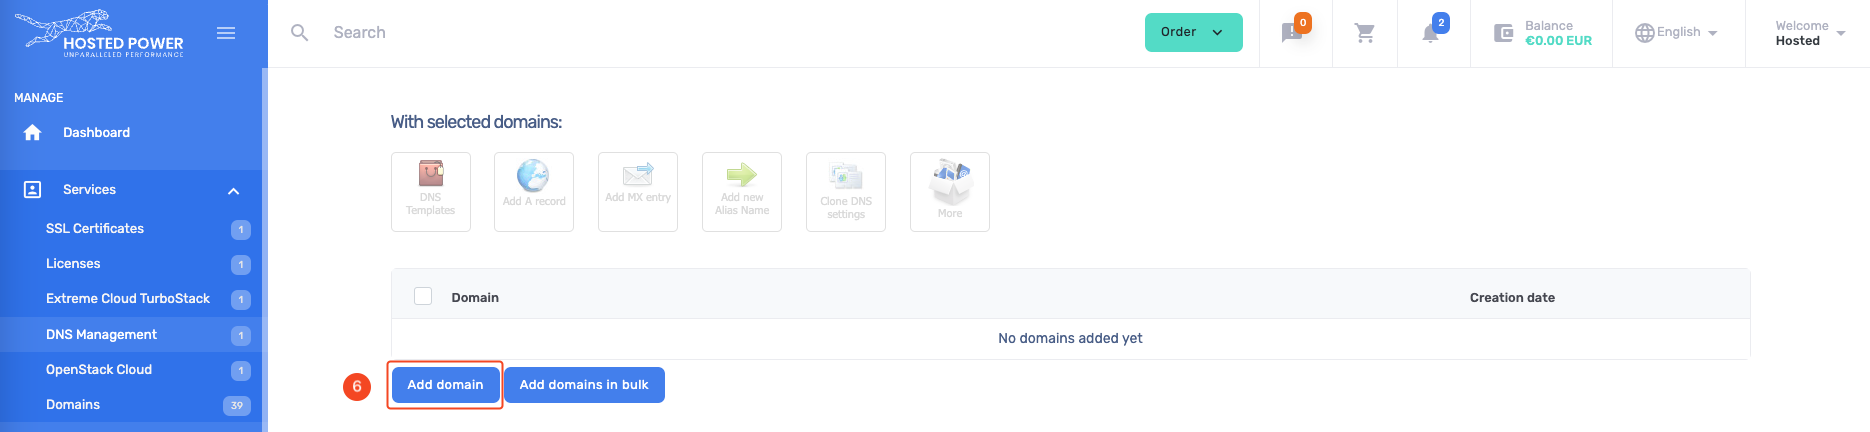 HOSTED POWER
UNPARALLELED PERFORMANCE
Search
Order
0
2
Balance
€0.00 EUR
English
Welcome
Hosted
MANAGE
Dashboard
Services
SSL Certificates 1
Licenses 1
Extreme Cloud TurboStack 1
DNS Management 1
OpenStack Cloud 1
Domains 39
With selected domains:
DNS
Templates
Add A record
Add MX entry
Add new
Alias Name
Clone DNS
settings
More
Domain Creation date
No domains added yet
6 Add domain Add domains in bulk